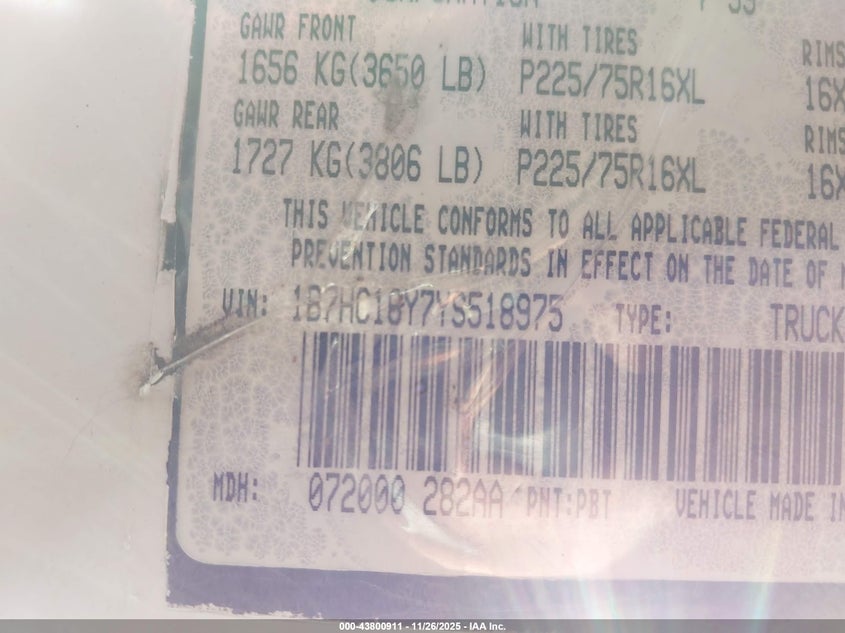 GAWR FRONT WITH TIRES RIMS
1656 KG(3650 LB) P225/75R16XL 16X
GAWR REAR WITH TIRES RIMS
1727 KG(3806 LB) P225/75R16XL 16X
THIS VEHICLE CONFORMS TO ALL APPLICABLE FEDERAL
PREVENTION STANDARDS IN EFFECT ON THE DATE OF
VIN: 1B7HC16Y7YS518975 TYPE: TRUCK
MDH: 072000 282AA PNT:PBT VEHICLE MADE IN
000-43800911 - 11/26/2025 - IAA Inc.